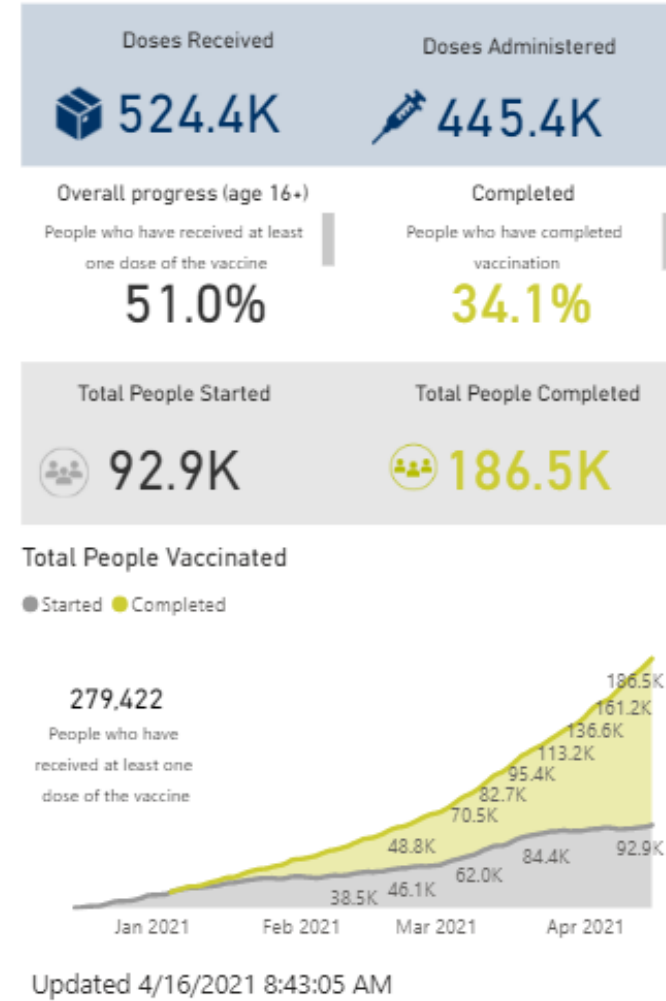 Doses Received
Doses Administered
524.4K
445.4K
Overall progress (age 16+)
Completed
People who have received at least
one dose of the vaccine
People who have completed
vaccination
51.0%
34.1%
Total People Started
Total People Completed
92.9K
186.5K
Total People Vaccinated
Started
Completed
279,422
People who have
received at least one
dose of the vaccine
186.5K
161.2K
136.6K
113.2K
95.4K
82.7K
70.5K
48.8K
92.9K
84.4K
62.0K
46.1K
38.5K
Jan 2021
Feb 2021
Mar 2021
Apr 2021
Updated 4/16/2021 8:43:05 AM